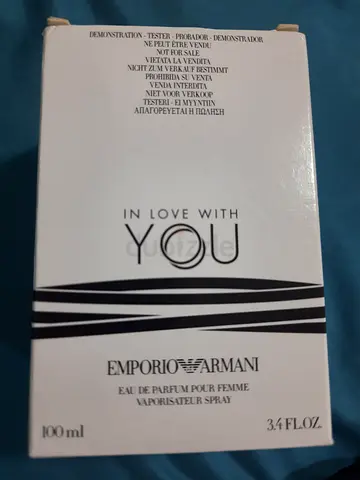 DEMONSTRATION - TESTER - PROBADOR - DEMONSTRADOR
NE PEUT ÊTRE VENDU
NOT FOR SALE
VIETATA LA VENDITA
NICHT ZUM VERKAUF BESTIMMT
PROHIBIDA SU VENTA
VENDA INTERDITA
NIET VOOR VERKOOP
TESTERI - EI MYYNTIIN
ΑΠΑΓΟΡΕΥΕΤΑΙ Η ΠΩΛΗΣΗ
IN LOVE WITH
YOU
dubizzle
EMPORIO ARMANI
EAU DE PARFUM POUR FEMME
VAPORISATEUR SPRAY
100 ml
3.4 FL.OZ.